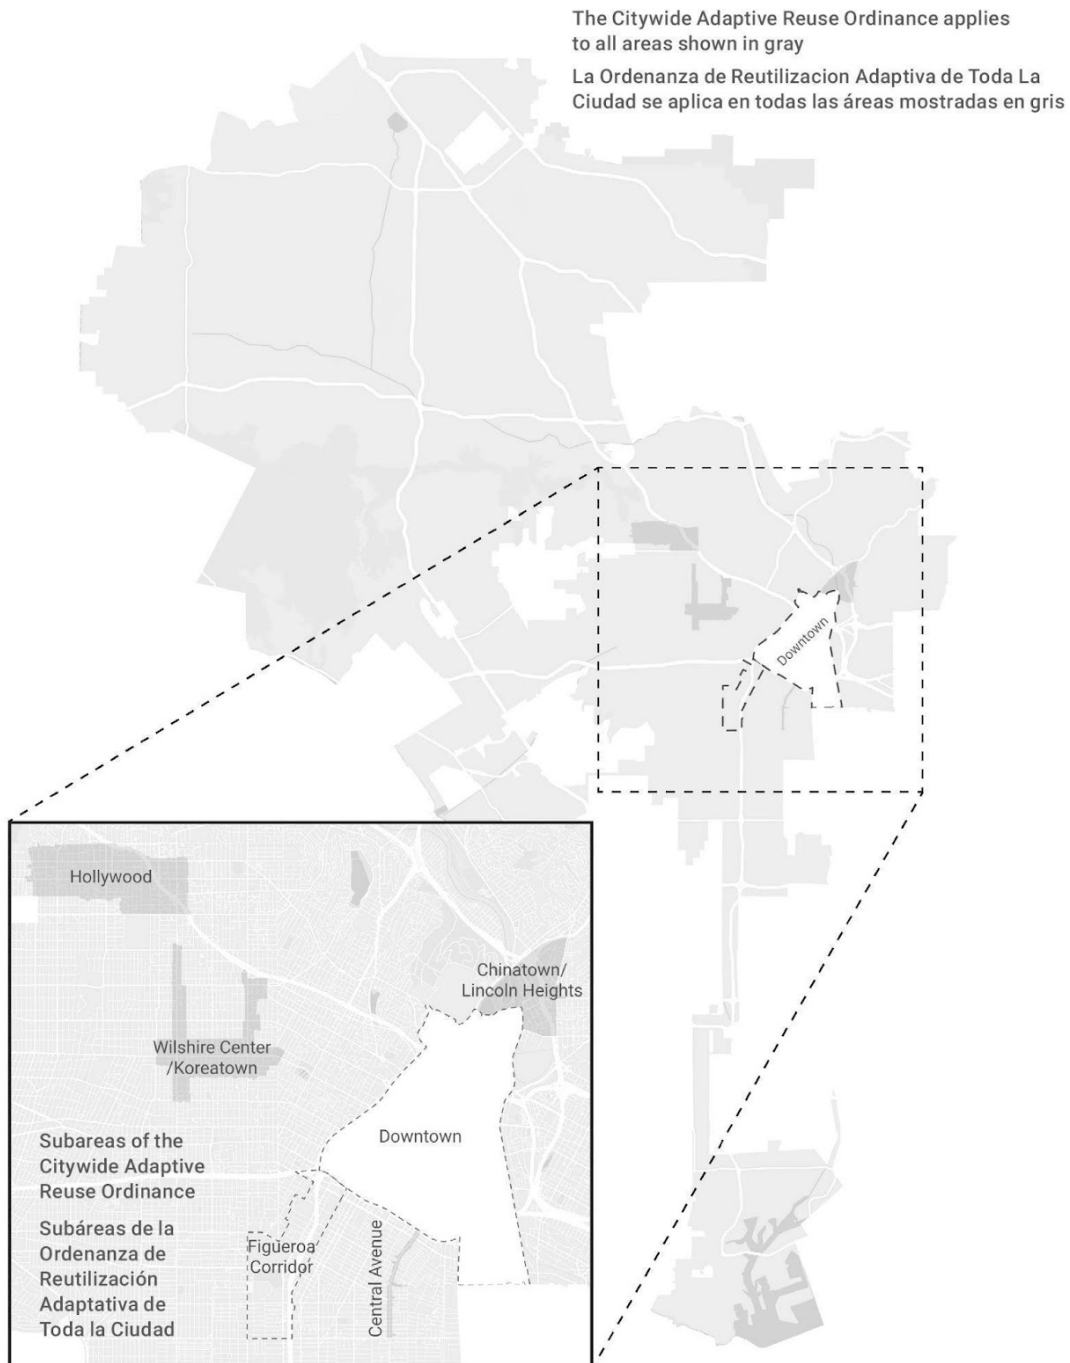 The Citywide Adaptive Reuse Ordinance applies
to all areas shown in gray
La Ordenanza de Reutilizacion Adaptiva de Toda La
Ciudad se aplica en todas las áreas mostradas en gris
Downtown
Hollywood
Chinatown/
Lincoln Heights
Wilshire Center
/Koreatown
Downtown
Subareas of the
Citywide Adaptive
Reuse Ordinance
Subáreas de la
Ordenanza de
Reutilización
Adaptativa de
Toda la Ciudad
Figueroa
Corridor
Central Avenue